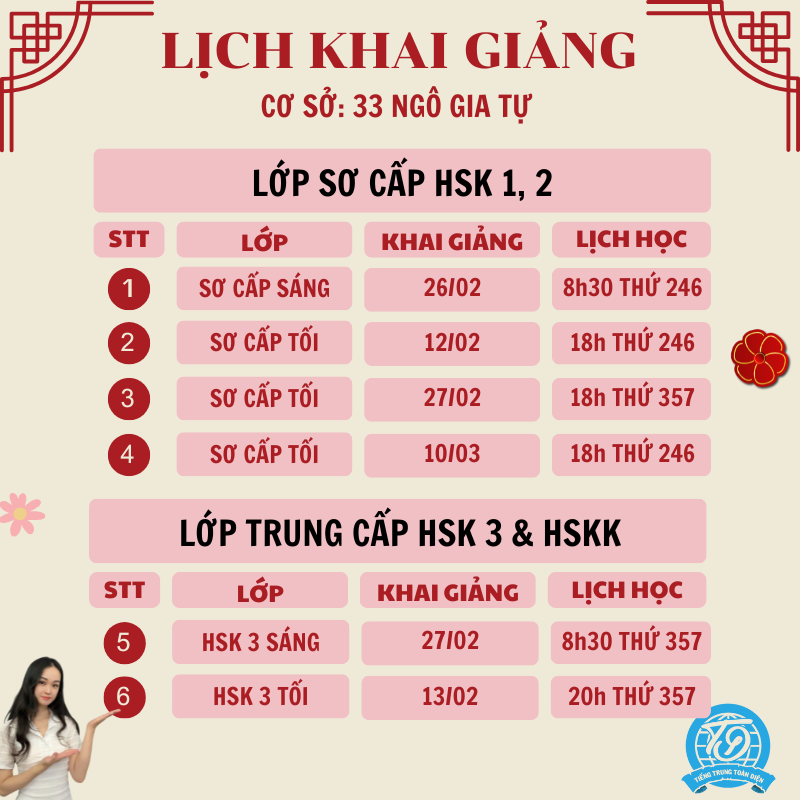 LỊCH KHAI GIẢNG
CƠ SỞ: 33 NGÔ GIA TỰ
LỚP SƠ CẤP HSK 1, 2
STT LỚP KHAI GIẢNG LỊCH HỌC
1 SƠ CẤP SÁNG 26/02 8h30 THỨ 246
2 SƠ CẤP TỐI 12/02 18h THỨ 246
3 SƠ CẤP TỐI 27/02 18h THỨ 357
4 SƠ CẤP TỐI 10/03 18h THỨ 246
LỚP TRUNG CẤP HSK 3 & HSKK
STT LỚP KHAI GIẢNG LỊCH HỌC
5 HSK 3 SÁNG 27/02 8h30 THỨ 357
6 HSK 3 TỐI 13/02 20h THỨ 357
TD
TIẾNG TRUNG TOÀN DIỆN